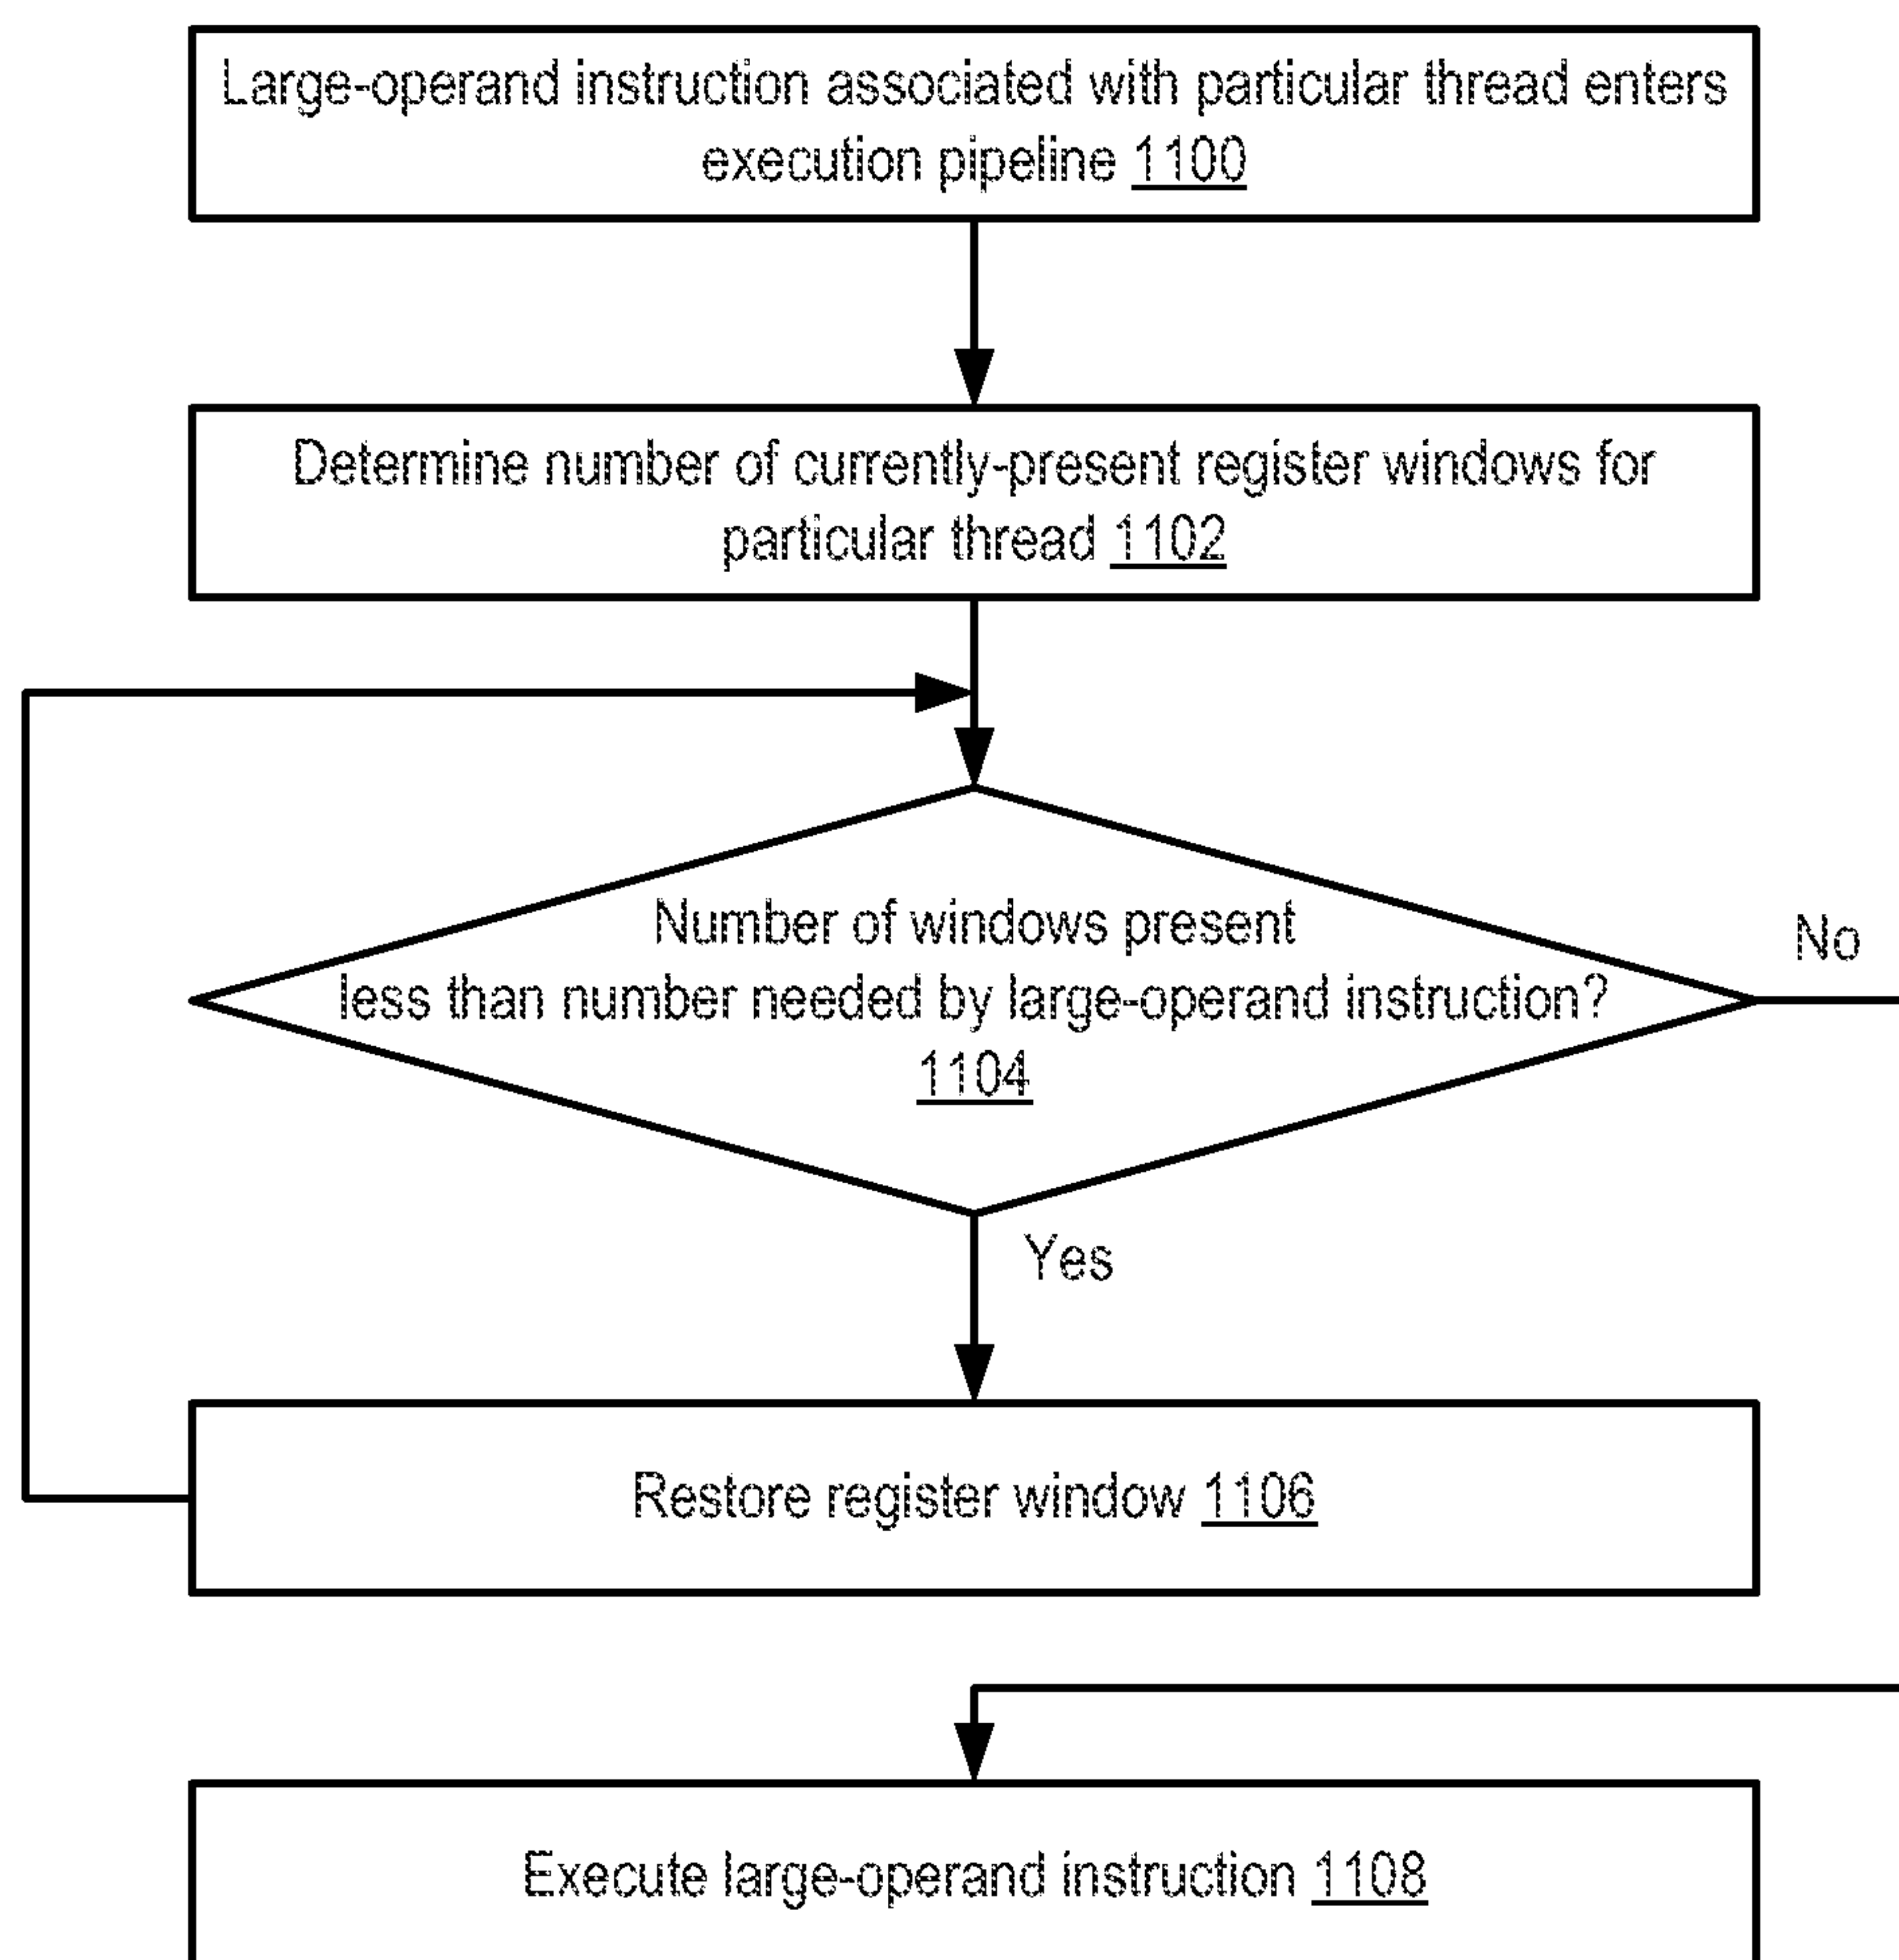 Large-operand instruction associated with particular thread enters
execution pipeline 1100
Determine number of currently-present register windows for
particular thread 1102
Number of windows present
less than number needed by large-operand instruction?
1104
No
Yes
Restore register window 1106
Execute large-operand instruction 1108